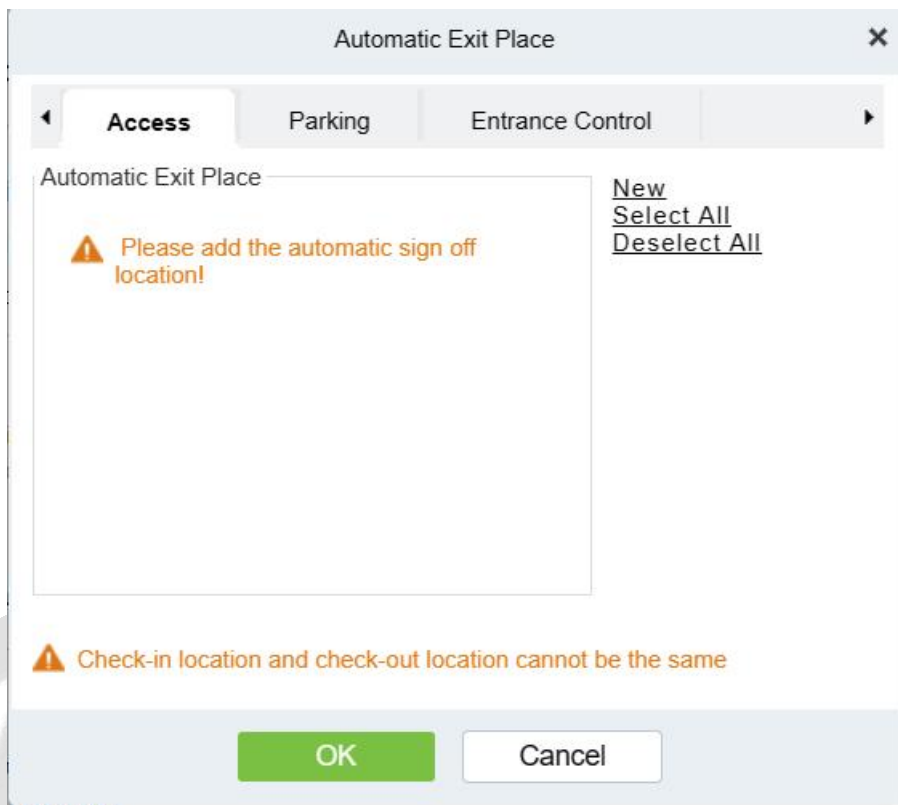 Automatic Exit Place
Access
Parking
Entrance Control
Automatic Exit Place
New
Select All
Deselect All
Please add the automatic sign off
location!
Check-in location and check-out location cannot be the same
OK
Cancel